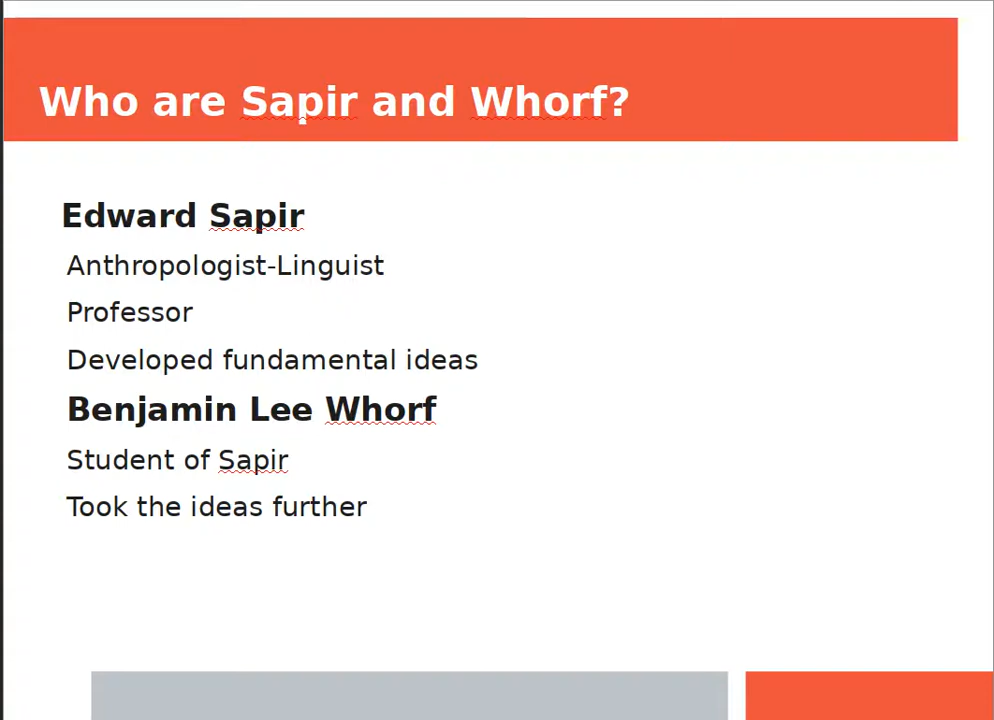 Who are Sapir and Whorf?
Edward Sapir
Anthropologist-Linguist
Professor
Developed fundamental ideas
Benjamin Lee Whorf
Student of Sapir
Took the ideas further